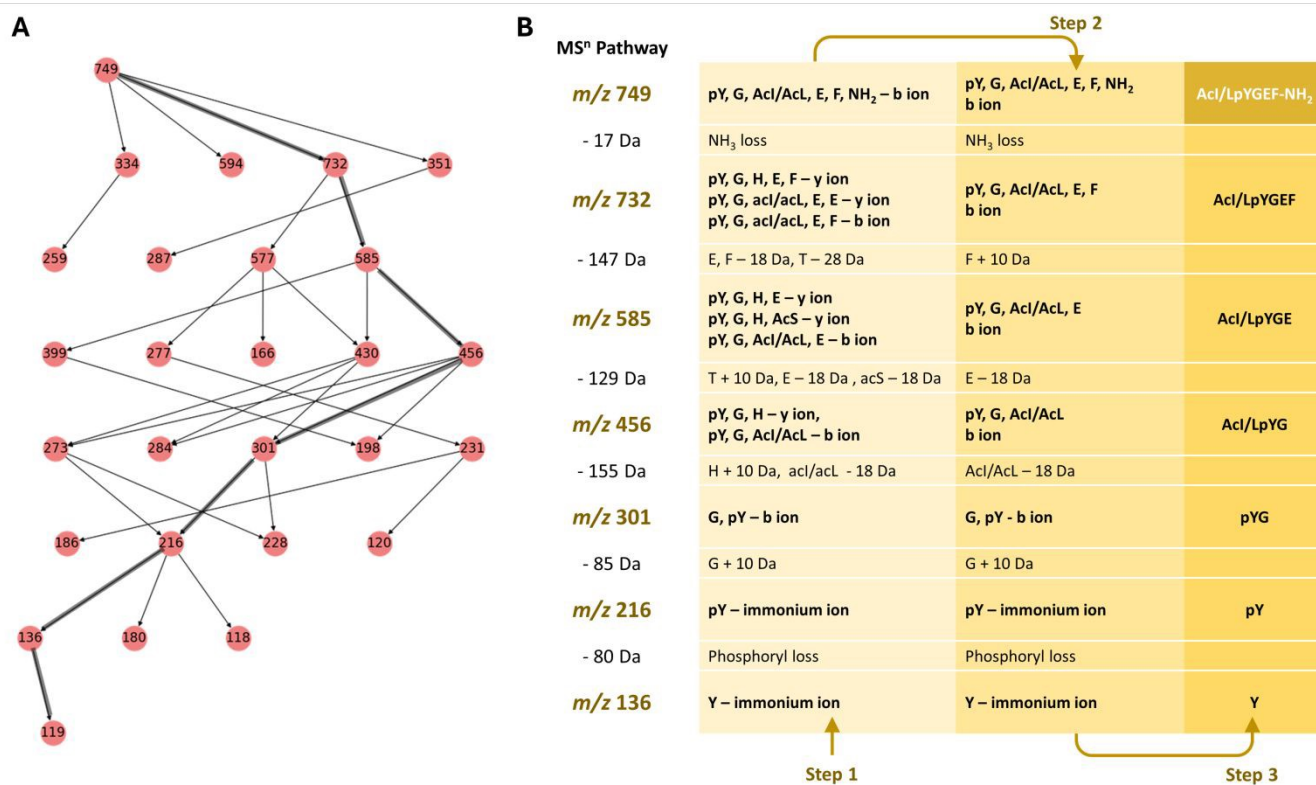 A
749
334
594
732
351
259
287
577
585
399
277
166
430
456
273
284
301
198
231
186
216
228
120
136
180
118
119
B
Step 2
MSⁿ Pathway
m/z 749
pY, G, AcI/AcL, E, F, NH₂ – b ion
pY, G, AcI/AcL, E, F, NH₂
b ion
AcI/LpYGEF-NH₂
- 17 Da
NH₃ loss
NH₃ loss
m/z 732
pY, G, H, E, F – y ion
pY, G, acI/acL, E, E – y ion
pY, G, acI/acL, E, F – b ion
pY, G, AcI/AcL, E, F
b ion
AcI/LpYGEF
- 147 Da
E, F – 18 Da, T – 28 Da
F + 10 Da
m/z 585
pY, G, H, E – y ion
pY, G, H, AcS – y ion
pY, G, AcI/AcL, E – b ion
pY, G, AcI/AcL, E
b ion
AcI/LpYGE
- 129 Da
T + 10 Da, E – 18 Da , acS – 18 Da
E – 18 Da
m/z 456
pY, G, H – y ion,
pY, G, AcI/AcL – b ion
pY, G, AcI/AcL
b ion
AcI/LpYG
- 155 Da
H + 10 Da, acI/acL - 18 Da
AcI/AcL – 18 Da
m/z 301
G, pY – b ion
G, pY - b ion
pYG
- 85 Da
G + 10 Da
G + 10 Da
m/z 216
pY – immonium ion
pY – immonium ion
pY
- 80 Da
Phosphoryl loss
Phosphoryl loss
m/z 136
Y – immonium ion
Y – immonium ion
Y
Step 1
Step 3